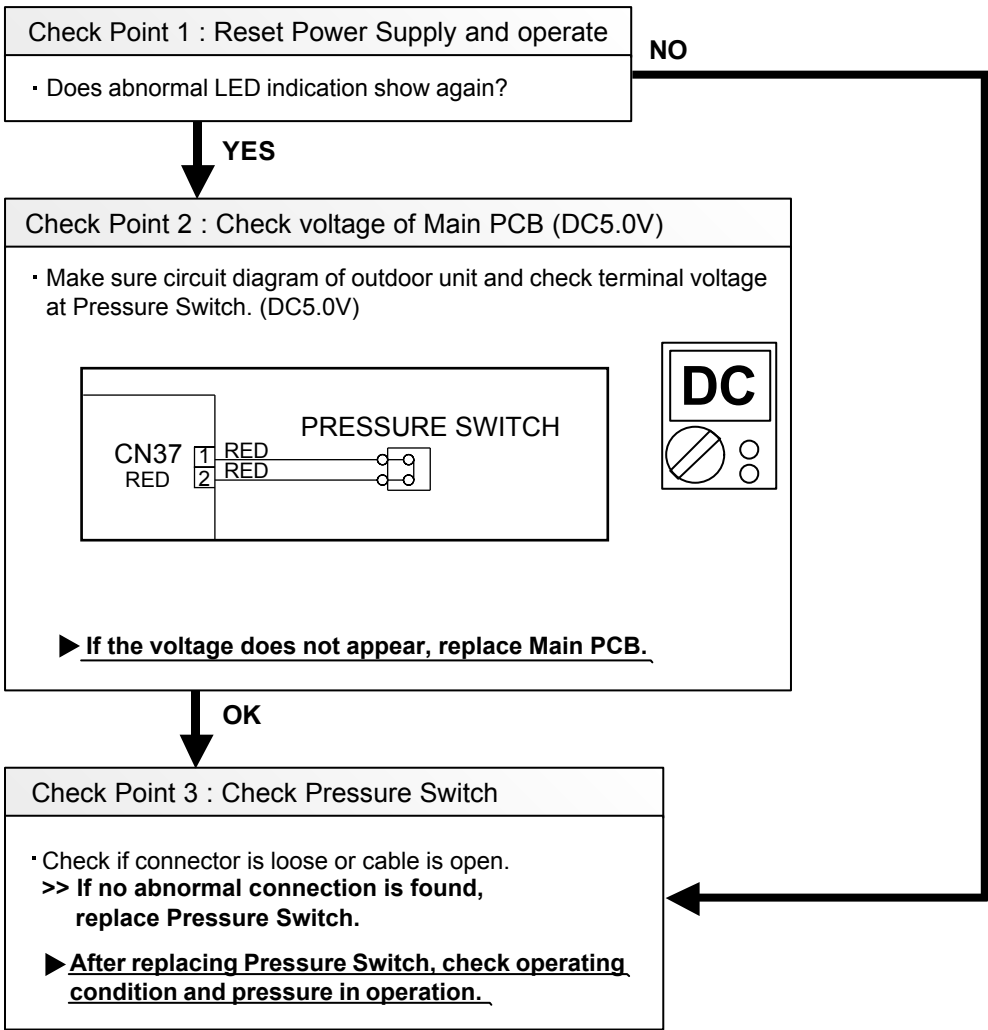 Check Point 1 : Reset Power Supply and operate
NO
· Does abnormal LED indication show again?
YES
Check Point 2 : Check voltage of Main PCB (DC5.0V)
· Make sure circuit diagram of outdoor unit and check terminal voltage
at Pressure Switch. (DC5.0V)
DC
PRESSURE SWITCH
CN37 1 RED
RED 2 RED
▶ If the voltage does not appear, replace Main PCB.
OK
Check Point 3 : Check Pressure Switch
· Check if connector is loose or cable is open.
>> If no abnormal connection is found,
replace Pressure Switch.
▶ After replacing Pressure Switch, check operating
condition and pressure in operation.